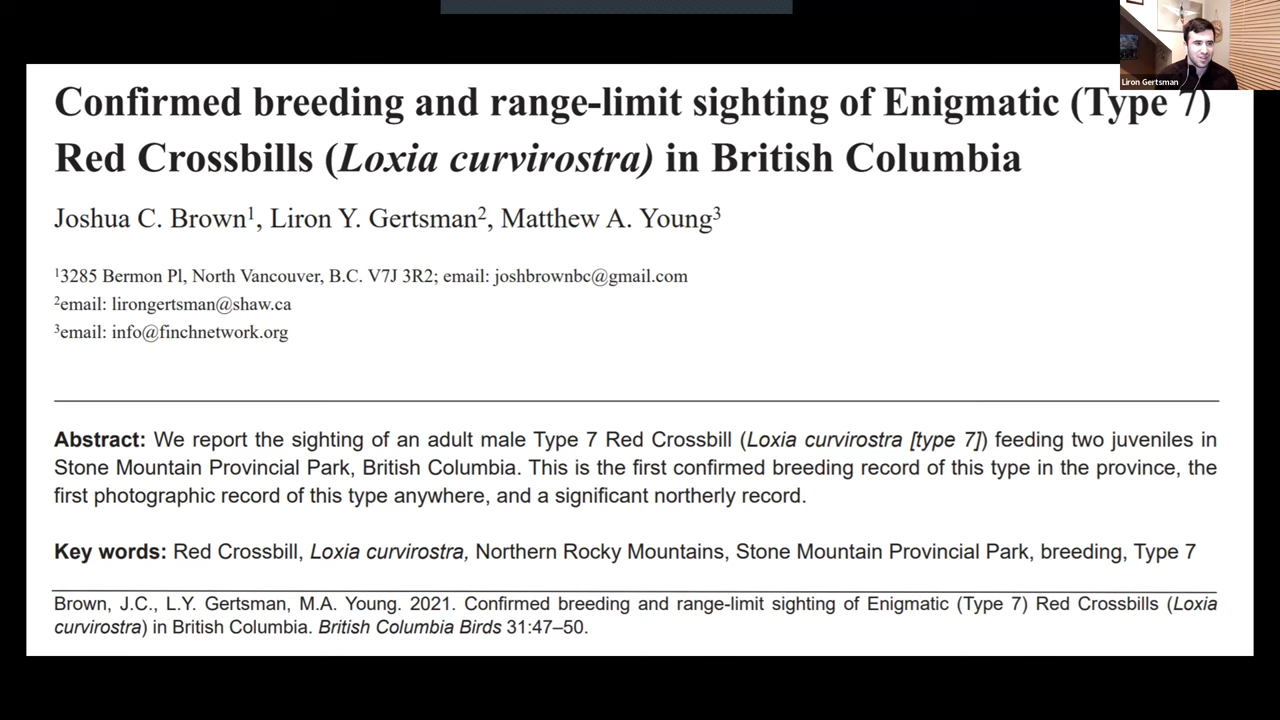 Liron Gertsman
Confirmed breeding and range-limit sighting of Enigmatic (Type 7)
Red Crossbills (Loxia curvirostra) in British Columbia
Joshua C. Brown¹, Liron Y. Gertsman², Matthew A. Young³
¹3285 Bermon Pl, North Vancouver, B.C. V7J 3R2; email: joshbrownbc@gmail.com
²email: lirongertsman@shaw.ca
³email: info@finchnetwork.org
Abstract: We report the sighting of an adult male Type 7 Red Crossbill (Loxia curvirostra [type 7]) feeding two juveniles in
Stone Mountain Provincial Park, British Columbia. This is the first confirmed breeding record of this type in the province, the
first photographic record of this type anywhere, and a significant northerly record.
Key words: Red Crossbill, Loxia curvirostra, Northern Rocky Mountains, Stone Mountain Provincial Park, breeding, Type 7
Brown, J.C., L.Y. Gertsman, M.A. Young. 2021. Confirmed breeding and range-limit sighting of Enigmatic (Type 7) Red Crossbills (Loxia
curvirostra) in British Columbia. British Columbia Birds 31:47–50.